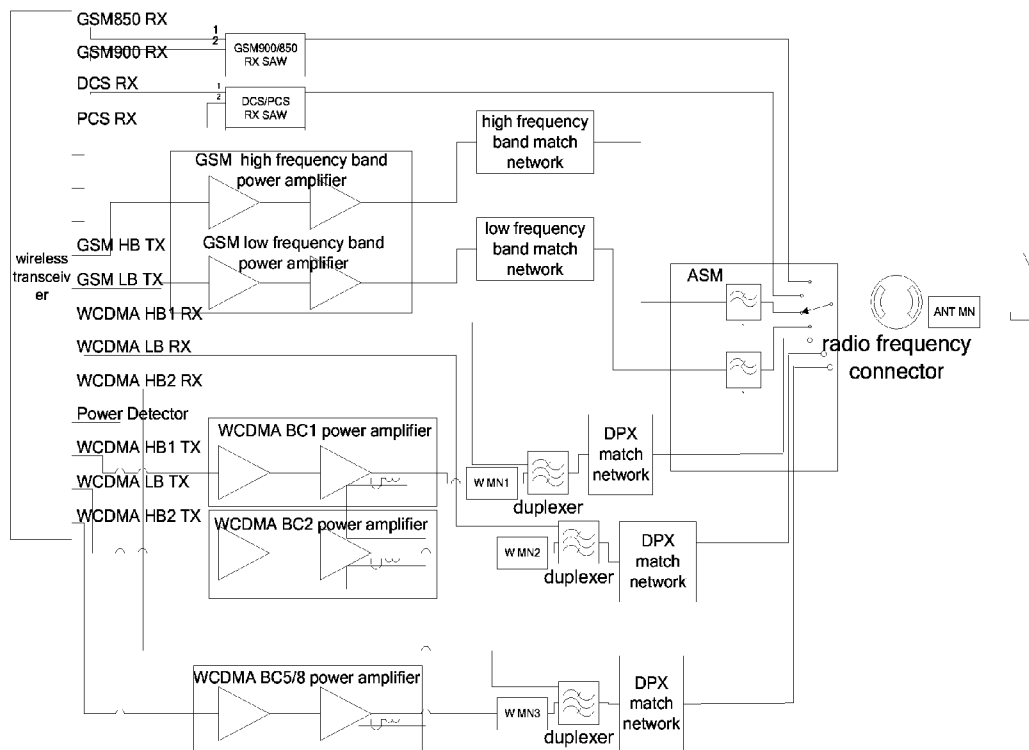 GSM850 RX
GSM900 RX
DCS RX
PCS RX
1
2
GSM900/850
RX SAW
1
2
DCS/PCS
RX SAW
high frequency
band match
network
GSM high frequency band
power amplifier
GSM low frequency band
power amplifier
low frequency
band match
network
wireless
transceiv
er
GSM HB TX
GSM LB TX
WCDMA HB1 RX
WCDMA LB RX
WCDMA HB2 RX
Power Detector
WCDMA HB1 TX
WCDMA LB TX
WCDMA HB2 TX
ASM
ANT MN
radio frequency
connector
WCDMA BC1 power amplifier
W MN1
duplexer
DPX
match
network
WCDMA BC2 power amplifier
W MN2
duplexer
DPX
match
network
WCDMA BC5/8 power amplifier
W MN3
duplexer
DPX
match
network